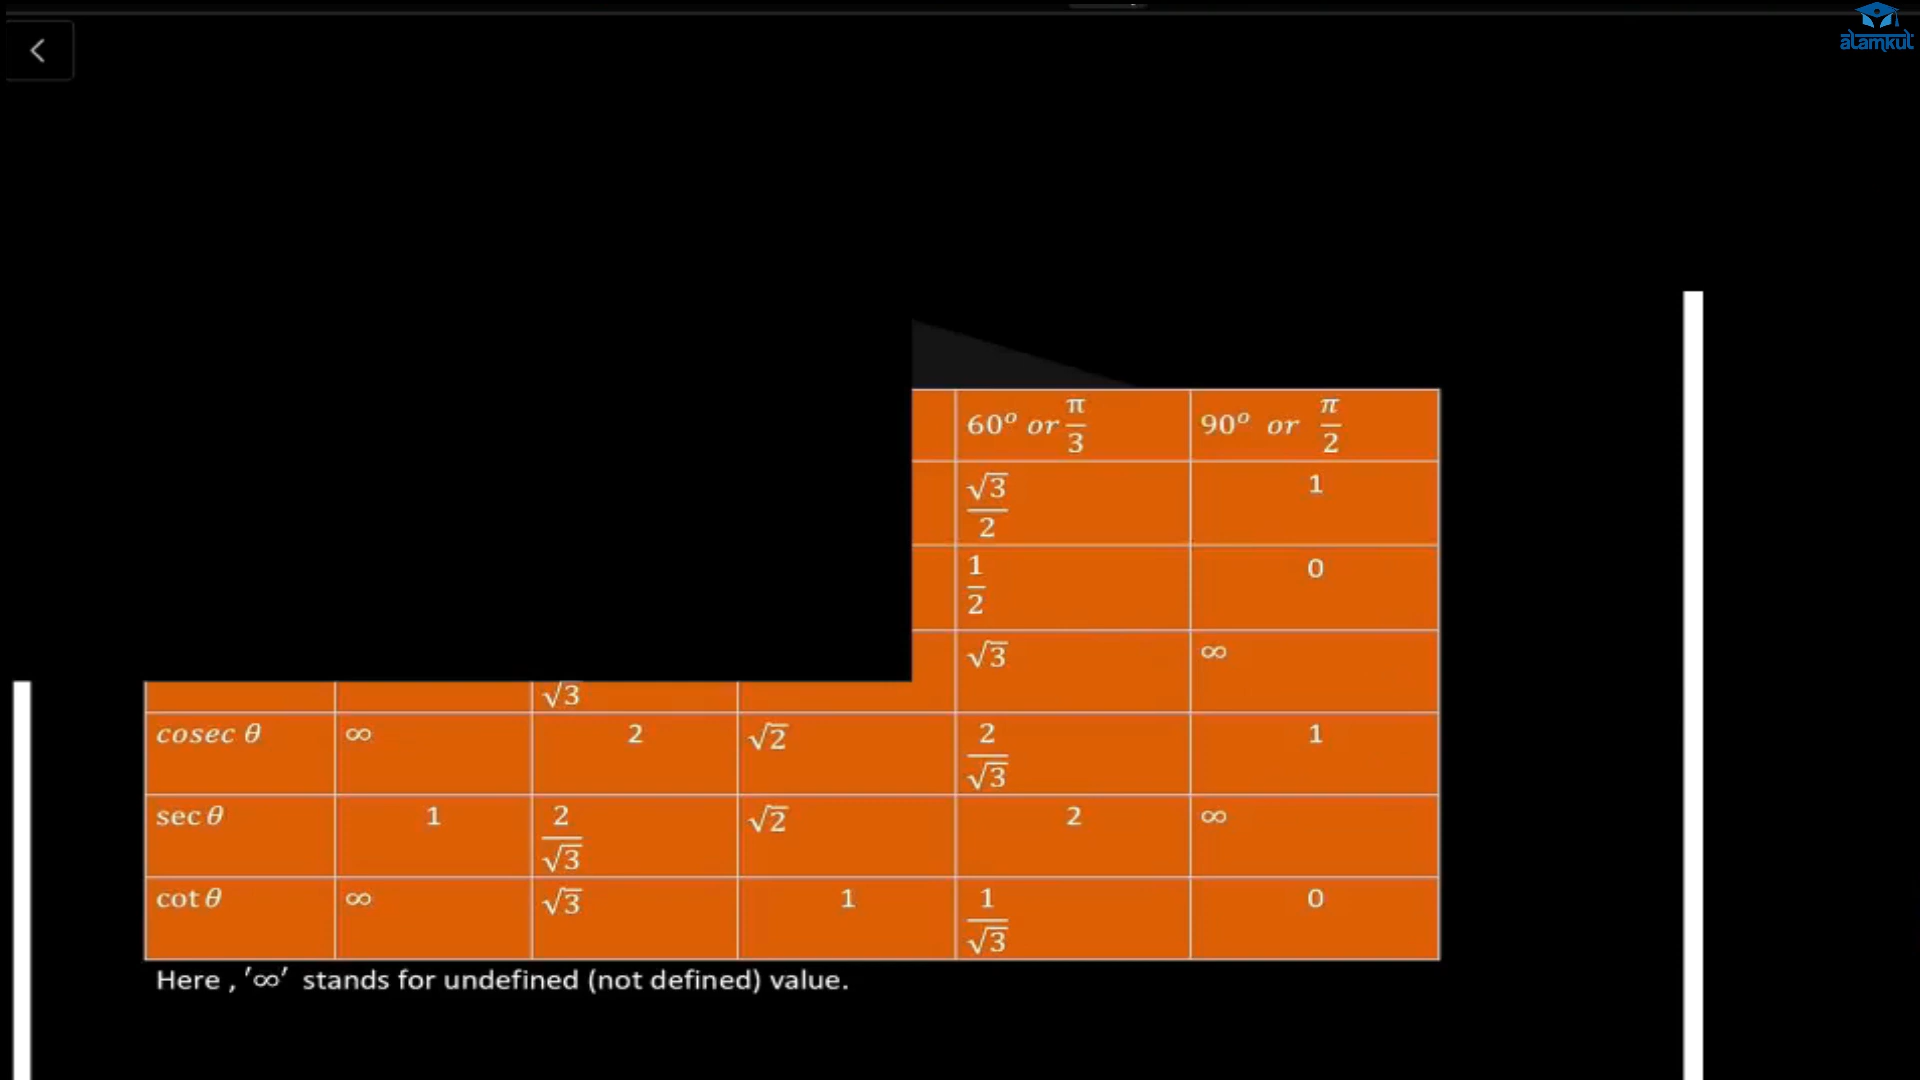 alamkut
60° or π/3 90° or π/2
√3/2 1
1/2 0
√3 ∞
√3
cosec θ ∞ 2 √2 2/√3 1
sec θ 1 2/√3 √2 2 ∞
cot θ ∞ √3 1 1/√3 0
Here , '∞' stands for undefined (not defined) value.